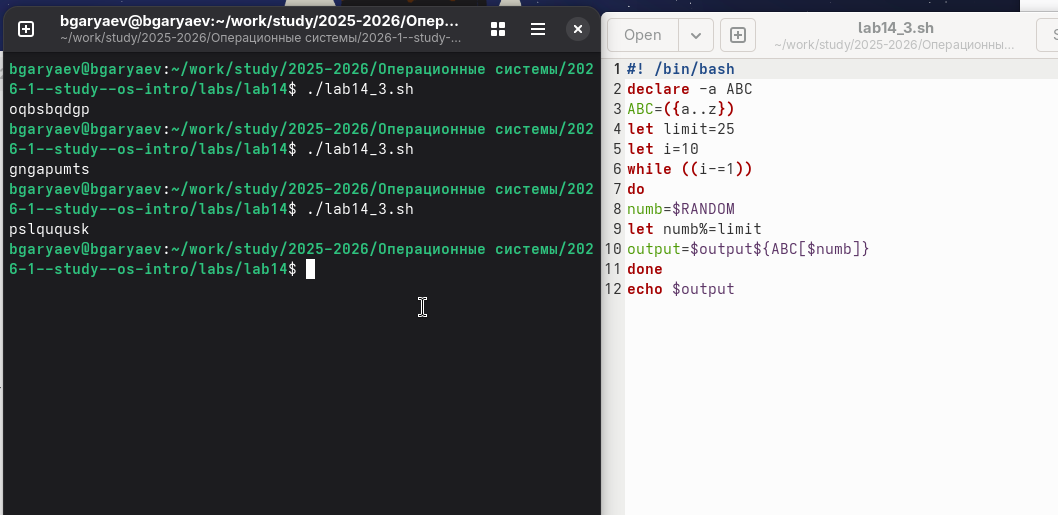 bgaryaev@bgaryaev:~/work/study/2025-2026/Опер...
~/work/study/2025-2026/Операционные системы/2026-1--study-...
bgaryaev@bgaryaev:~/work/study/2025-2026/Операционные системы/202
6-1--study--os-intro/labs/lab14$ ./lab14_3.sh
oqbsbqdgp
bgaryaev@bgaryaev:~/work/study/2025-2026/Операционные системы/202
6-1--study--os-intro/labs/lab14$ ./lab14_3.sh
gngapumts
bgaryaev@bgaryaev:~/work/study/2025-2026/Операционные системы/202
6-1--study--os-intro/labs/lab14$ ./lab14_3.sh
pslququsk
bgaryaev@bgaryaev:~/work/study/2025-2026/Операционные системы/202
6-1--study--os-intro/labs/lab14$
Open
lab14_3.sh
~/work/study/2025-2026/Операционны...
S
1 #! /bin/bash
2 declare -a ABC
3 ABC=({a..z})
4 let limit=25
5 let i=10
6 while ((i-=1))
7 do
8 numb=$RANDOM
9 let numb%=limit
10 output=$output${ABC[$numb]}
11 done
12 echo $output